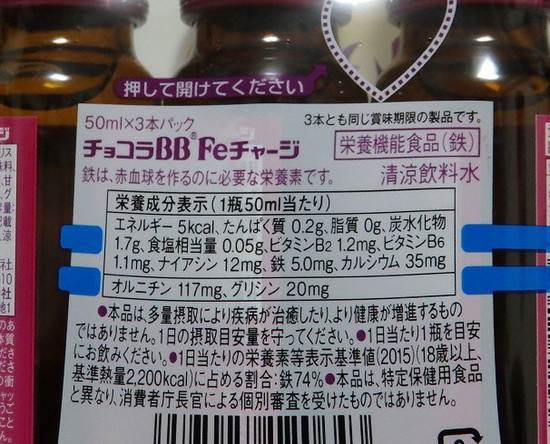 押して開けてください
50ml×3本パック
3本とも同じ賞味期限の製品です。
チョコラBB®Feチャージ
栄養機能食品(鉄)
鉄は、赤血球を作るのに必要な栄養素です。
清涼飲料水
栄養成分表示(1瓶50ml当たり)
エネルギー 5kcal、たんぱく質 0.2g、脂質 0g、炭水化物
1.7g、食塩相当量 0.05g、ビタミンB2 1.2mg、ビタミンB6
1.1mg、ナイアシン 12mg、鉄 5.0mg、カルシウム 35mg
オルニチン 117mg、グリシン 20mg
●本品は、多量摂取により疾病が治癒したり、より健康が増進するもの
ではありません。1日の摂取目安量を守ってください。●1日当たり1瓶を目安
にお飲みください。●1日当たりの栄養素等表示基準値(2015)(18歳以上、
基準熱量2,200kcal)に占める割合:鉄74%●本品は、特定保健用食品
と異なり、消費者庁長官による個別審査を受けたものではありません。